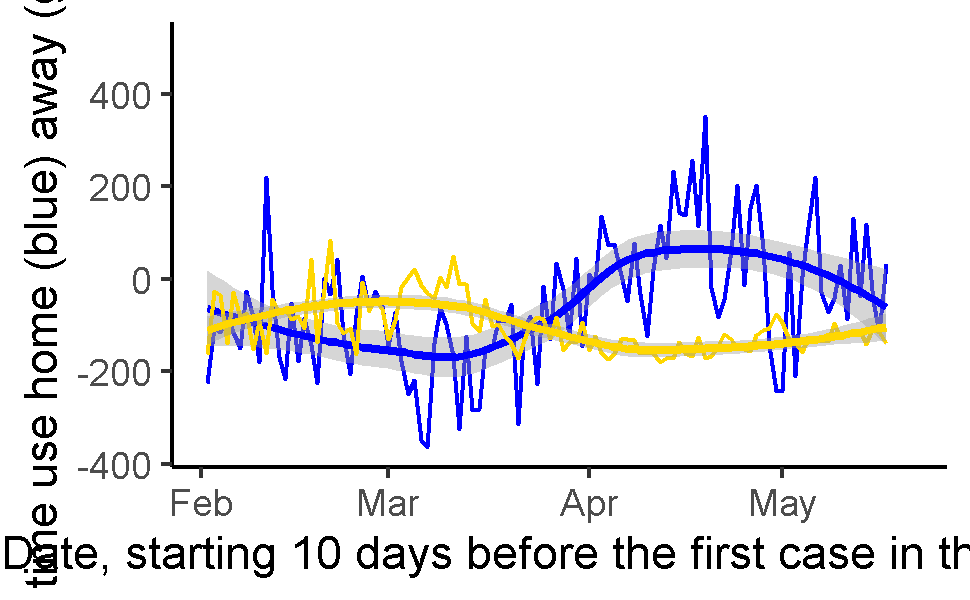 time use home (blue) away (
400
200
0
-200
-400
Feb Mar Apr May
Date, starting 10 days before the first case in th